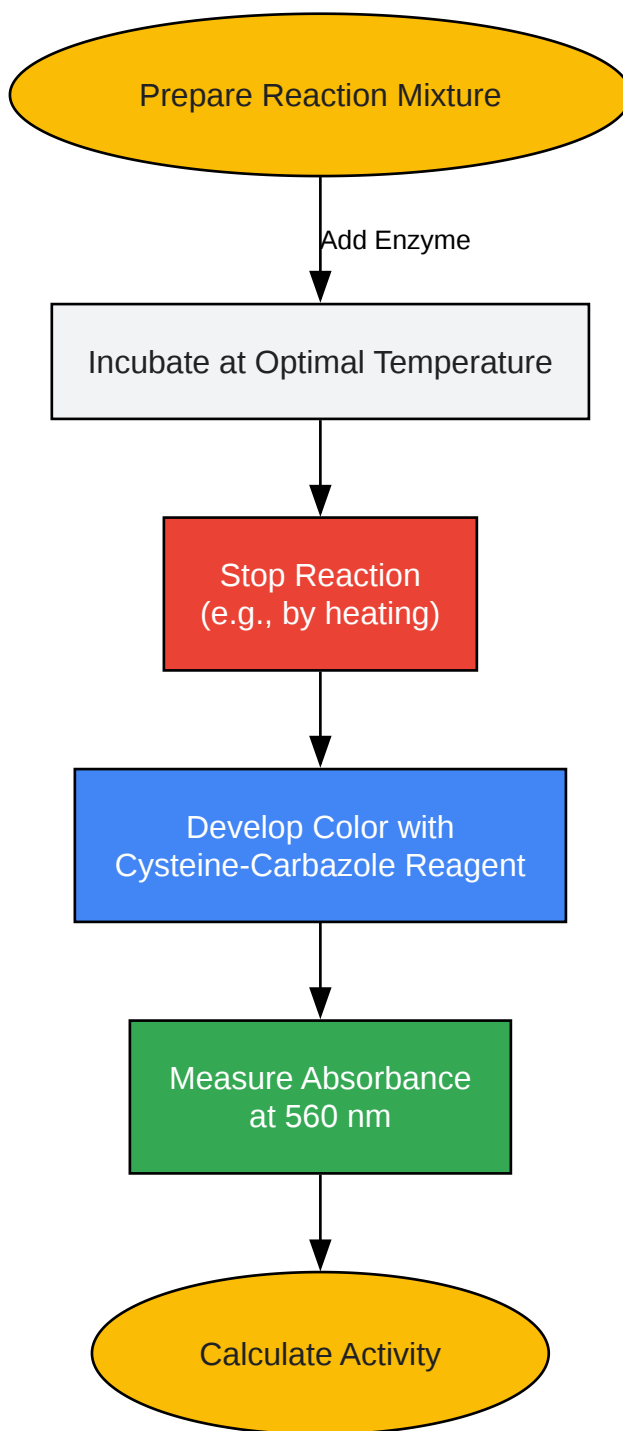 Prepare Reaction Mixture
Add Enzyme
Incubate at Optimal Temperature
Stop Reaction
(e.g., by heating)
Develop Color with
Cysteine-Carbazole Reagent
Measure Absorbance
at 560 nm
Calculate Activity